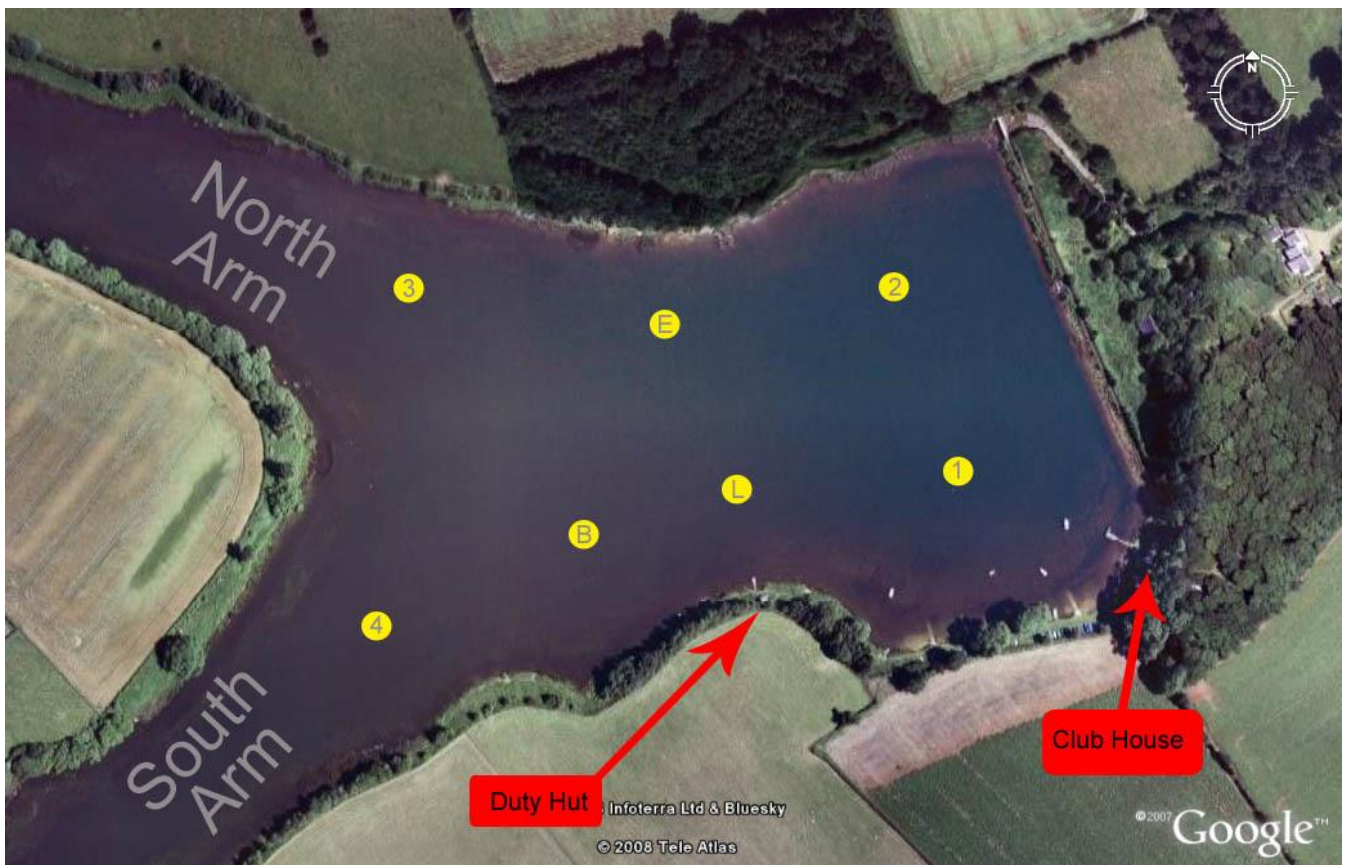 N
North
Arm
3
2
E
1
L
B
4
South
Arm
Club House
Duty Hut
Infoterra Ltd & Bluesky
© 2008 Tele Atlas
©2007 Google™